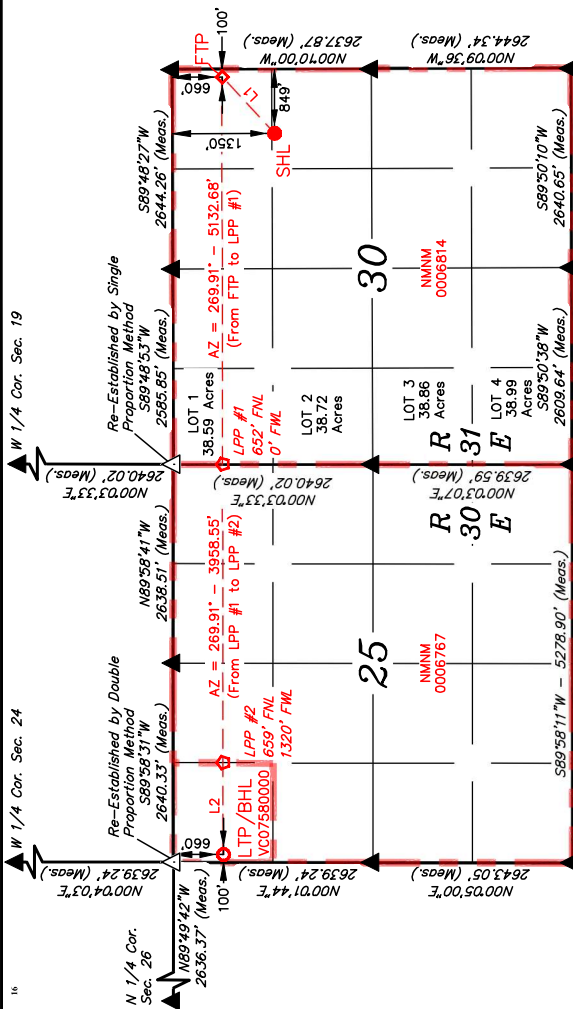 16
N 1/4 Cor.
Sec. 26
W 1/4 Cor. Sec. 24
W 1/4 Cor. Sec. 19
N00°04'03"E
2639.24' (Meas.)
N89°49'42"W
2636.37' (Meas.)
Re-Established by Double
Proportion Method
S89°58'31"W
2640.33' (Meas.)
N89°58'41"W
2638.51' (Meas.)
N00°03'33"E
2640.02' (Meas.)
Re-Established by Single
Proportion Method
S89°48'53"W
2585.85' (Meas.)
S89°48'27"W
2644.26' (Meas.)
660'
100'
L2
LTP/BHL
VC07580000
LPP #2
659' FNL
1320' FWL
AZ = 269.91° - 3958.55'
(From LPP #1 to LPP #2)
LPP #1
652' FNL
0' FWL
LOT 1
38.59 Acres
AZ = 269.91° - 5132.68'
(From FTP to LPP #1)
1350'
660'
FTP
100'
L1
849'
SHL
N00°01'44"E
2639.24' (Meas.)
N00°03'33"E
2640.02' (Meas.)
LOT 2
38.72
Acres
N00°10'00"W
2637.87' (Meas.)
25
30
NMNM
0006767
NMNM
0006814
N00°05'00"E
2643.05' (Meas.)
R
30
E
N00°03'07"E
2639.59' (Meas.)
R
31
E
LOT 3
38.86
Acres
LOT 4
38.99
Acres
N00°09'36"W
2644.34' (Meas.)
S89°58'11"W - 5278.90' (Meas.)
S89°50'38"W
2609.64' (Meas.)
S89°50'10"W
2640.65' (Meas.)